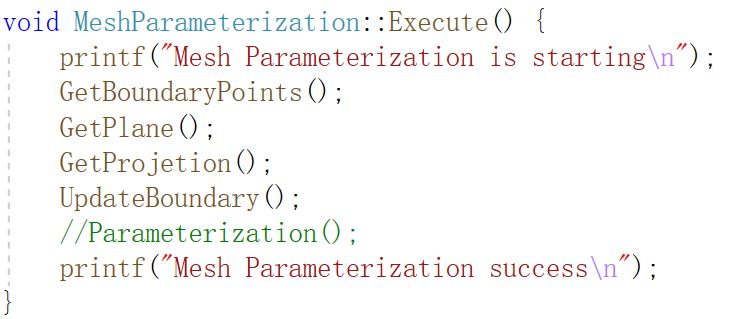 void MeshParameterization::Execute() {
    printf("Mesh Parameterization is starting\n");
    GetBoundaryPoints();
    GetPlane();
    GetProjetion();
    UpdateBoundary();
    //Parameterization();
    printf("Mesh Parameterization success\n");
}